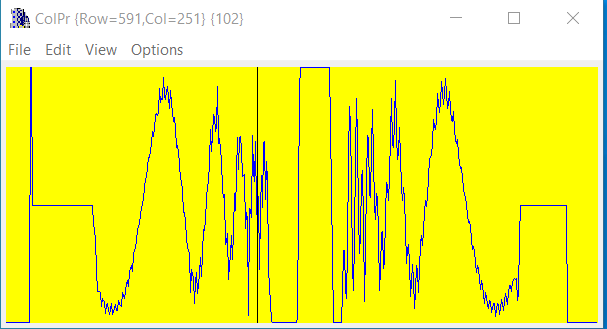 ColPr {Row=591,Col=251} {102}
File Edit View Options